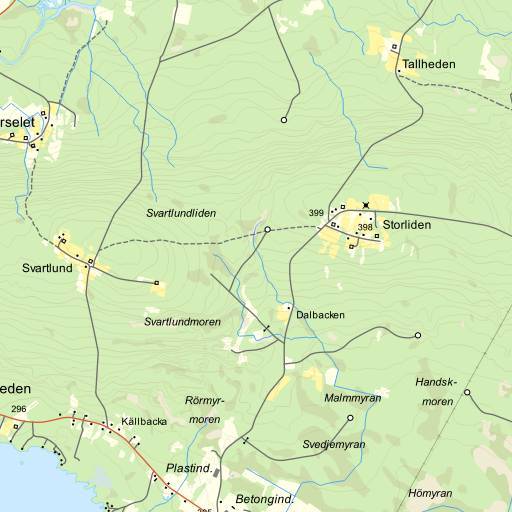 Tallheden
rselet
Svartlundliden
399
398
Storliden
Svartlund
Dalbacken
Svartlundmoren
Handsk-
moren
eden
296
Rörmyr-
moren
Malmmyran
Källbacka
Svedjemyran
Plastind.
Betongind.
Hömyran